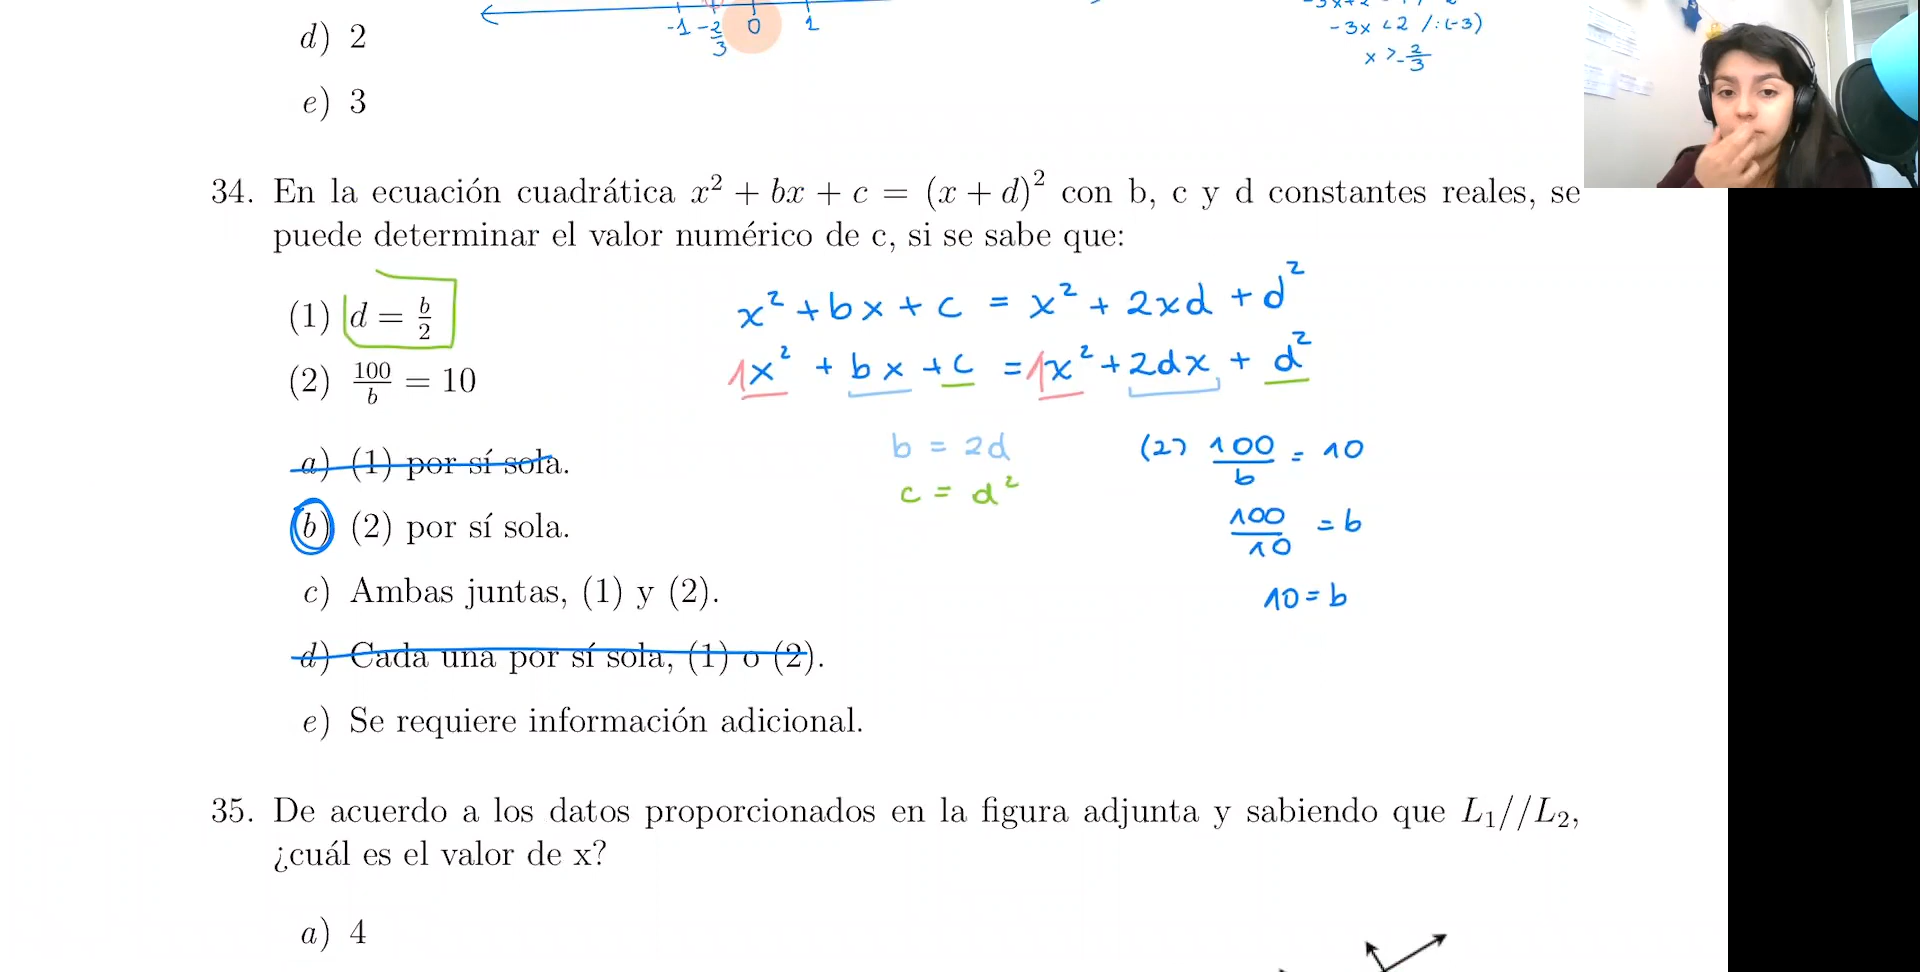 -1 -2/3 0 1
-3x < 2 /:(-3)
x > -2/3
d) 2
e) 3
34. En la ecuación cuadrática x² + bx + c = (x + d)² con b, c y d constantes reales, se
puede determinar el valor numérico de c, si se sabe que:
(1) d = b/2
(2) 100/b = 10
x² + bx + c = x² + 2xd + d²
1x² + bx + c = 1x² + 2dx + d²
b = 2d
c = d²
(2) 100/b = 10
100/10 = b
10 = b
a) (1) por sí sola.
b) (2) por sí sola.
c) Ambas juntas, (1) y (2).
d) Cada una por sí sola, (1) o (2).
e) Se requiere información adicional.
35. De acuerdo a los datos proporcionados en la figura adjunta y sabiendo que L₁//L₂,
¿cuál es el valor de x?
a) 4